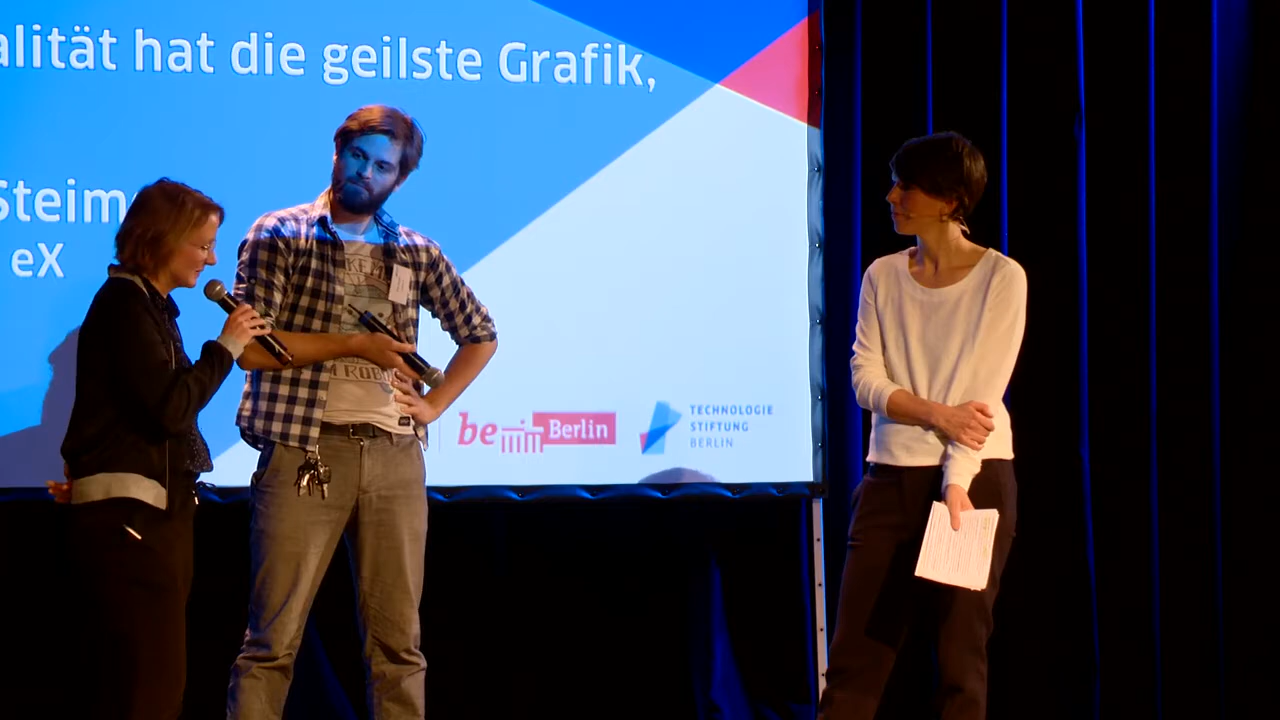 alität hat die geilste Grafik,
Steim
eX
be Berlin
TECHNOLOGIE
STIFTUNG
BERLIN